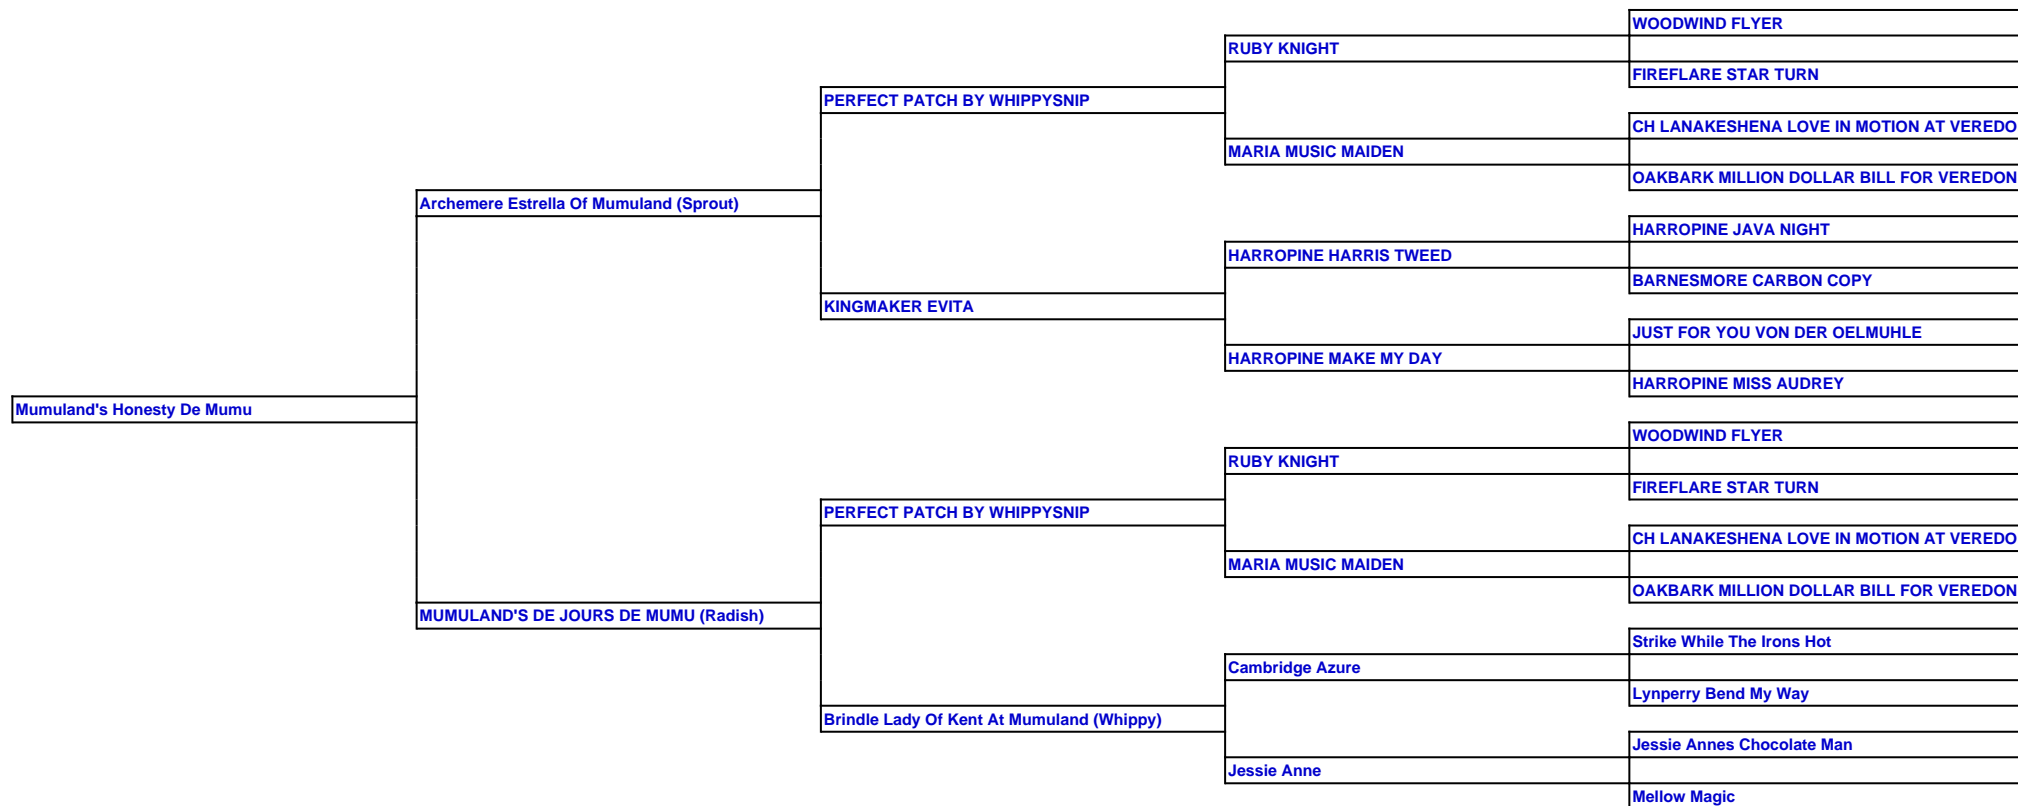 WOODWIND FLYER
RUBY KNIGHT
FIREFLARE STAR TURN
PERFECT PATCH BY WHIPPYSNIP
CH LANAKESHENA LOVE IN MOTION AT VEREDO
MARIA MUSIC MAIDEN
OAKBARK MILLION DOLLAR BILL FOR VEREDON
Archemere Estrella Of Mumuland (Sprout)
HARROPINE JAVA NIGHT
HARROPINE HARRIS TWEED
BARNESMORE CARBON COPY
KINGMAKER EVITA
JUST FOR YOU VON DER OELMUHLE
HARROPINE MAKE MY DAY
HARROPINE MISS AUDREY
Mumuland's Honesty De Mumu
WOODWIND FLYER
RUBY KNIGHT
FIREFLARE STAR TURN
PERFECT PATCH BY WHIPPYSNIP
CH LANAKESHENA LOVE IN MOTION AT VEREDO
MARIA MUSIC MAIDEN
OAKBARK MILLION DOLLAR BILL FOR VEREDON
MUMULAND'S DE JOURS DE MUMU (Radish)
Strike While The Irons Hot
Cambridge Azure
Lynperry Bend My Way
Brindle Lady Of Kent At Mumuland (Whippy)
Jessie Annes Chocolate Man
Jessie Anne
Mellow Magic